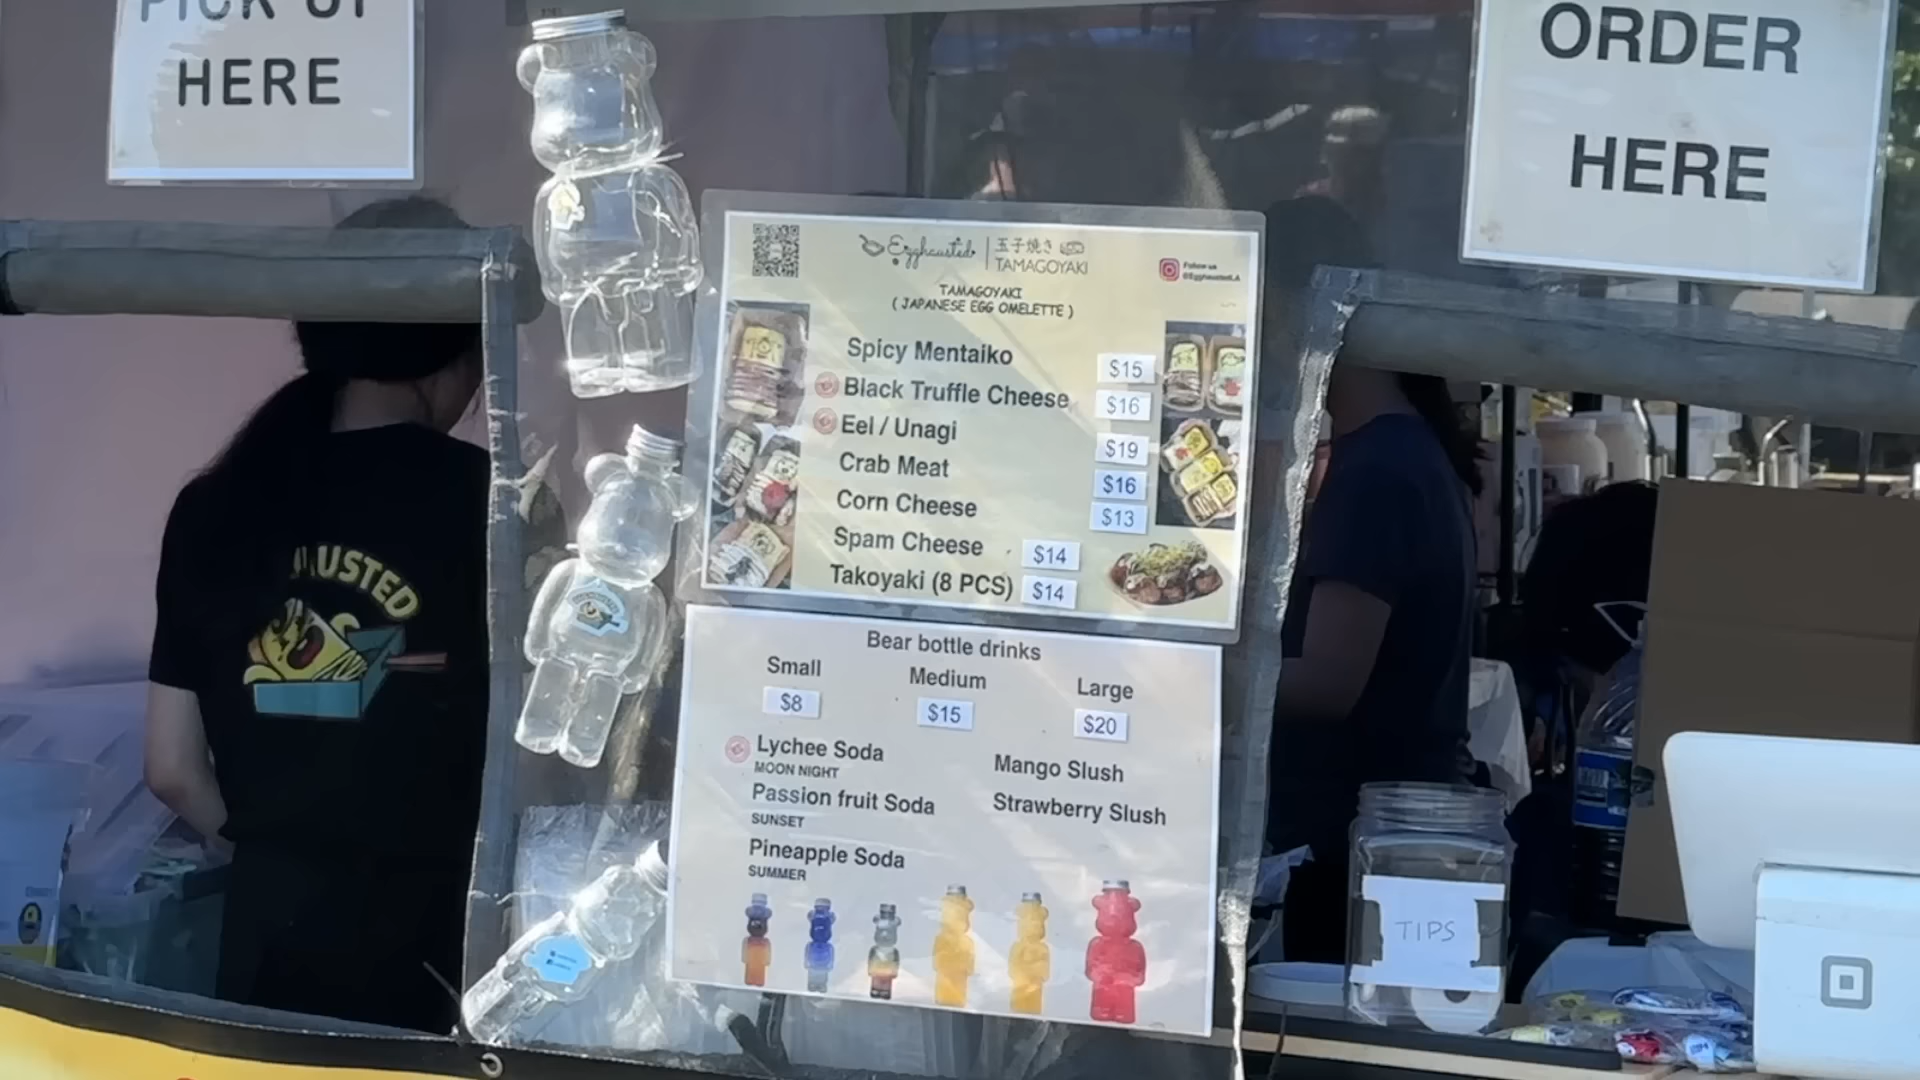 PICK UP
HERE
ORDER
HERE
Egghausted
玉子焼き
TAMAGOYAKI
Follow us
@EgghaustedLA
TAMAGOYAKI
( JAPANESE EGG OMELETTE )
Spicy Mentaiko $15
Black Truffle Cheese $16
Eel / Unagi $19
Crab Meat $16
Corn Cheese $13
Spam Cheese $14
Takoyaki (8 PCS) $14
Bear bottle drinks
Small Medium Large
$8 $15 $20
Lychee Soda
MOON NIGHT
Mango Slush
Passion fruit Soda
SUNSET
Strawberry Slush
Pineapple Soda
SUMMER
USTED
TIPS